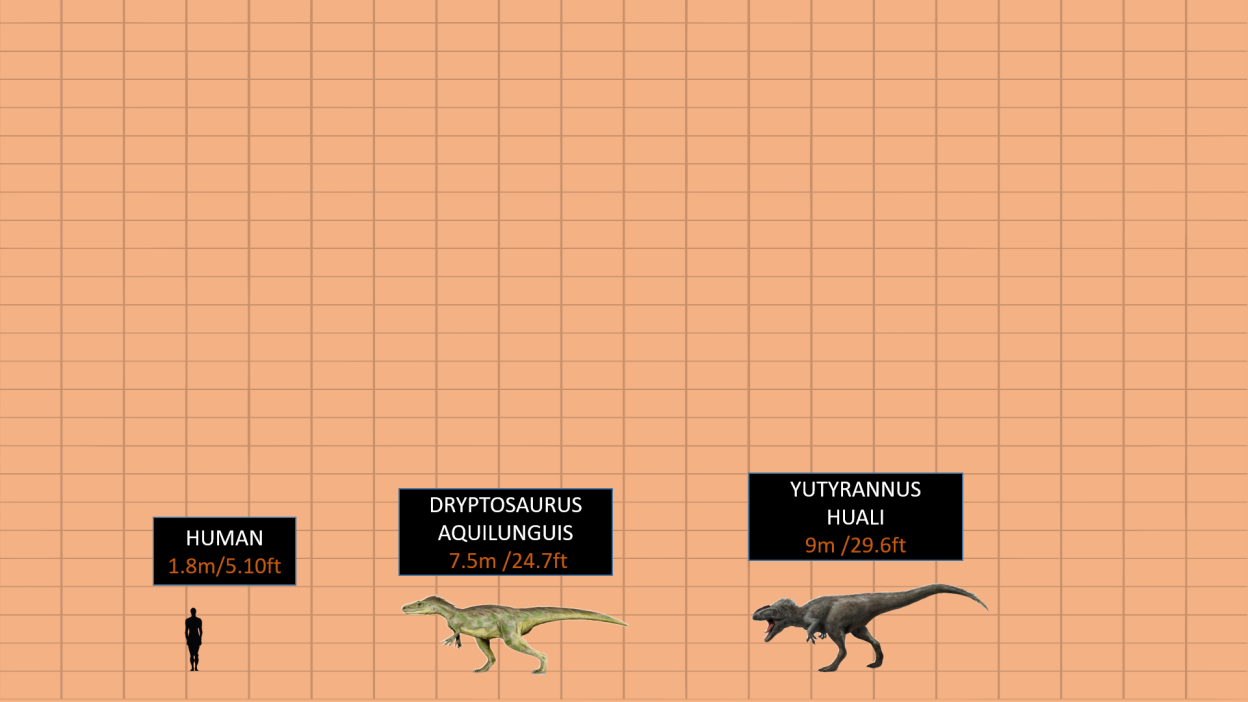 HUMAN
1.8m/5.10ft
DRYPTOSAURUS
AQUILUNGUIS
7.5m /24.7ft
YUTYRANNUS
HUALI
9m /29.6ft